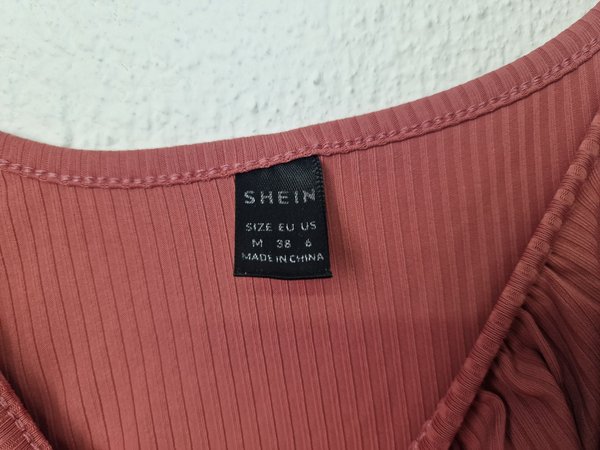 SHEIN
SIZE EU US
M 38 6
MADE IN CHINA